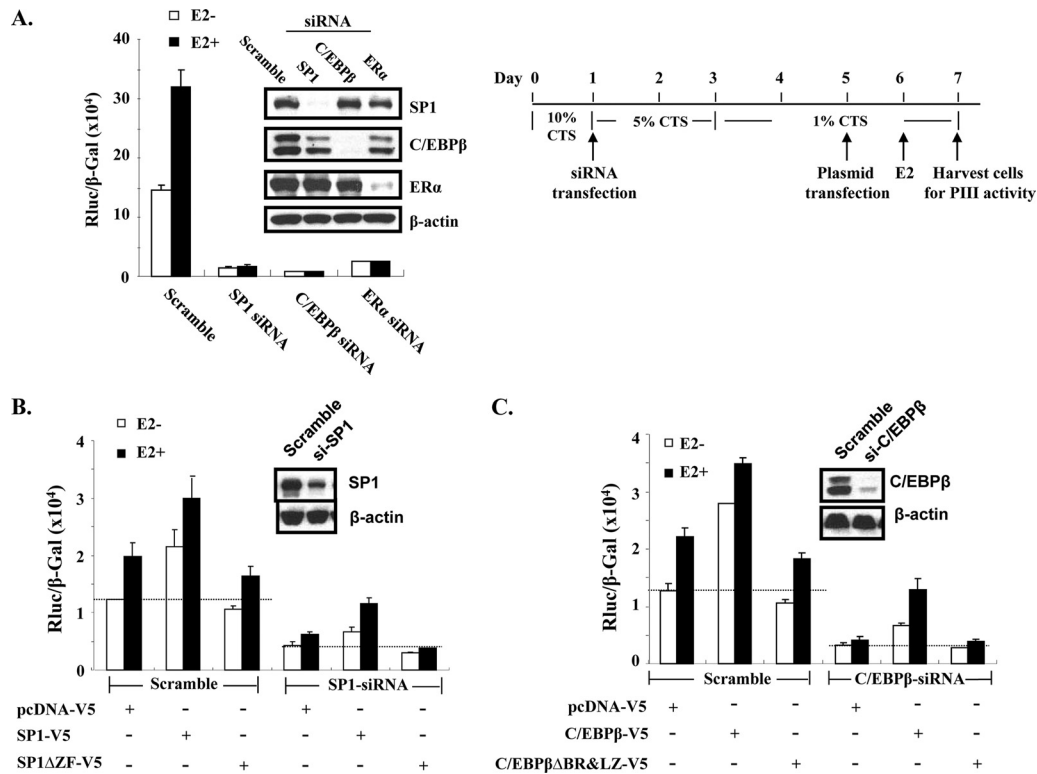 A.
E2-
E2+
siRNA
Scramble
SP1
C/EBPβ
ERα
Rluc/β-Gal (x10⁴)
40
30
20
10
0
SP1
C/EBPβ
ERα
β-actin
Scramble
SP1 siRNA
C/EBPβ siRNA
ERα siRNA
Day 0 1 2 3 4 5 6 7
10% CTS
5% CTS
1% CTS
siRNA transfection
Plasmid transfection
E2
Harvest cells for PIII activity
B.
E2-
E2+
Scramble
si-SP1
SP1
β-actin
Rluc/β-Gal (x10⁴)
4
3
2
1
0
Scramble
SP1-siRNA
pcDNA-V5 + - - + - -
SP1-V5 - + - - + -
SP1ΔZF-V5 - - + - - +
C.
E2-
E2+
Scramble
si-C/EBPβ
C/EBPβ
β-actin
Rluc/β-Gal (x10⁴)
4
3
2
1
0
Scramble
C/EBPβ-siRNA
pcDNA-V5 + - - + - -
C/EBPβ-V5 - + - - + -
C/EBPβΔBR&LZ-V5 - - + - - +